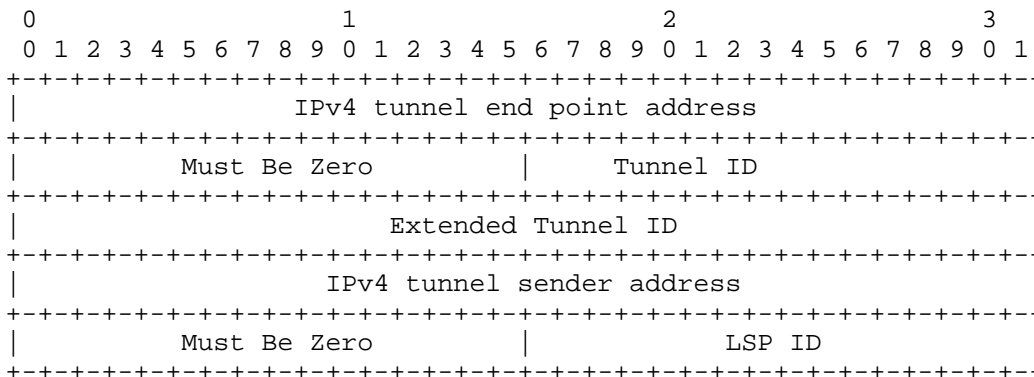 0                   1                   2                   3
 0 1 2 3 4 5 6 7 8 9 0 1 2 3 4 5 6 7 8 9 0 1 2 3 4 5 6 7 8 9 0 1
+-+-+-+-+-+-+-+-+-+-+-+-+-+-+-+-+-+-+-+-+-+-+-+-+-+-+-+-+-+-+-+-
|                 IPv4 tunnel end point address
+-+-+-+-+-+-+-+-+-+-+-+-+-+-+-+-+-+-+-+-+-+-+-+-+-+-+-+-+-+-+-+-
|          Must Be Zero         |     Tunnel ID
+-+-+-+-+-+-+-+-+-+-+-+-+-+-+-+-+-+-+-+-+-+-+-+-+-+-+-+-+-+-+-+-
|                       Extended Tunnel ID
+-+-+-+-+-+-+-+-+-+-+-+-+-+-+-+-+-+-+-+-+-+-+-+-+-+-+-+-+-+-+-+-
|                   IPv4 tunnel sender address
+-+-+-+-+-+-+-+-+-+-+-+-+-+-+-+-+-+-+-+-+-+-+-+-+-+-+-+-+-+-+-+-
|          Must Be Zero         |            LSP ID
+-+-+-+-+-+-+-+-+-+-+-+-+-+-+-+-+-+-+-+-+-+-+-+-+-+-+-+-+-+-+-+-